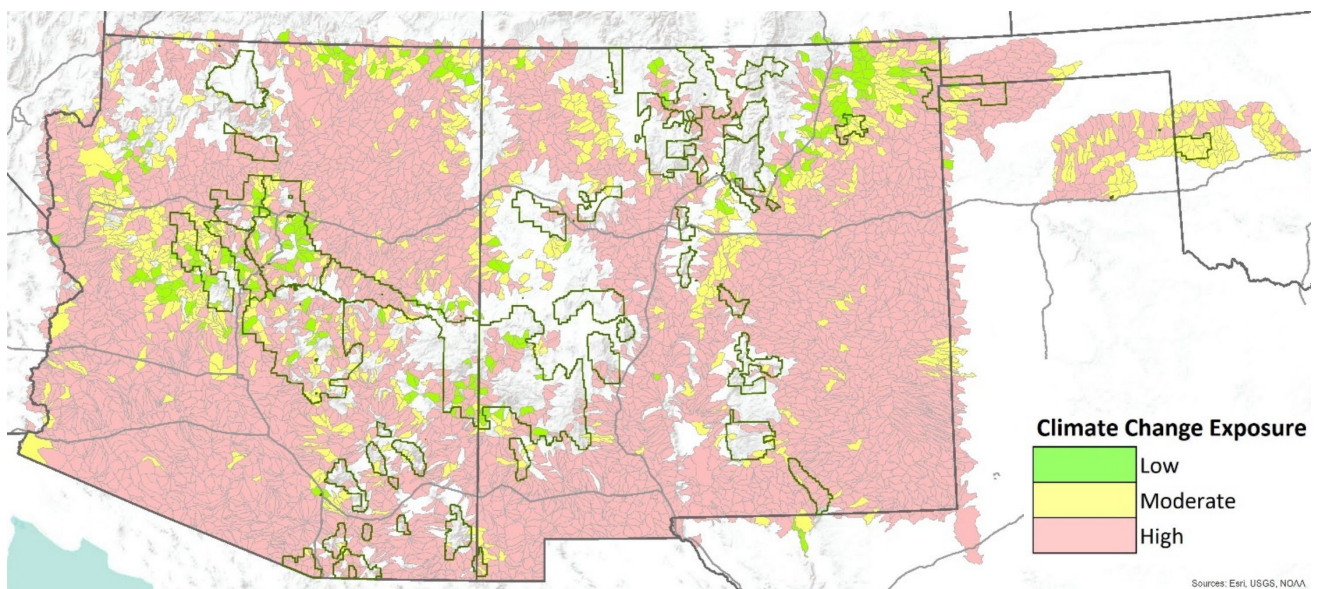 Climate Change Exposure
Low
Moderate
High
Sources: Esri, USGS, NOAA